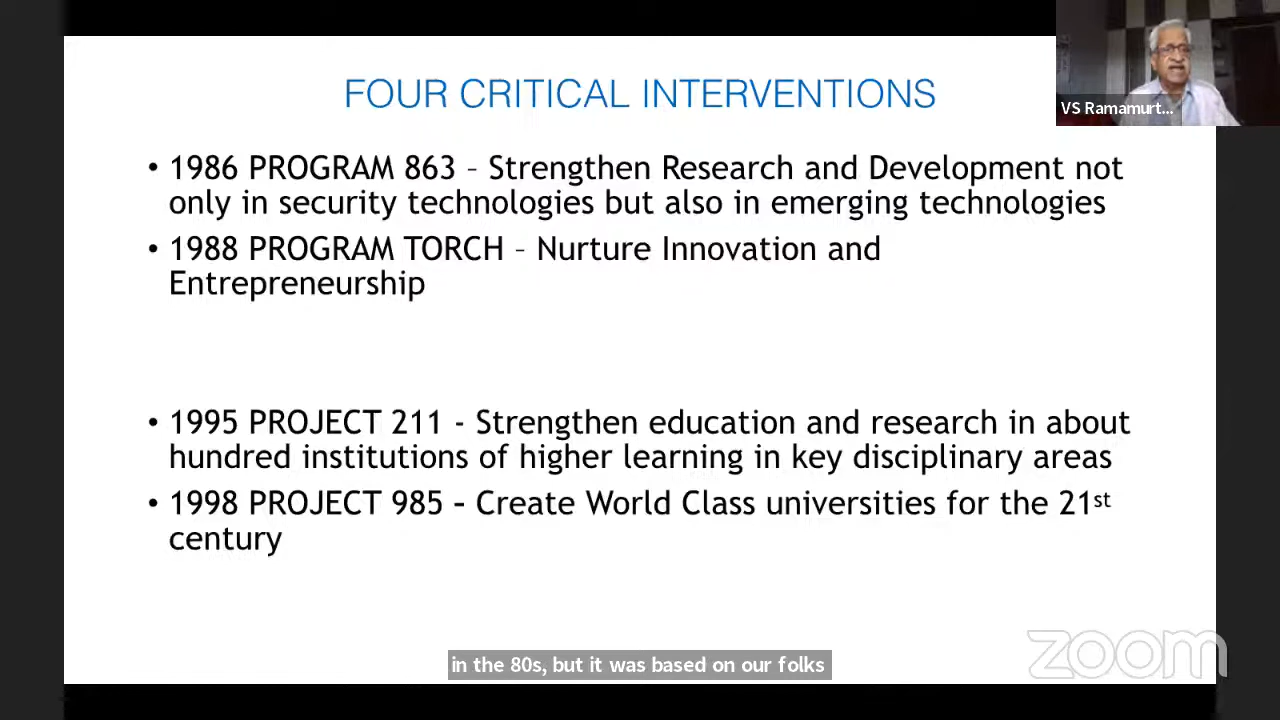 FOUR CRITICAL INTERVENTIONS
VS Ramamurt...
• 1986 PROGRAM 863 – Strengthen Research and Development not
only in security technologies but also in emerging technologies
• 1988 PROGRAM TORCH – Nurture Innovation and
Entrepreneurship
• 1995 PROJECT 211 - Strengthen education and research in about
hundred institutions of higher learning in key disciplinary areas
• 1998 PROJECT 985 – Create World Class universities for the 21st
century
zoom
in the 80s, but it was based on our folks